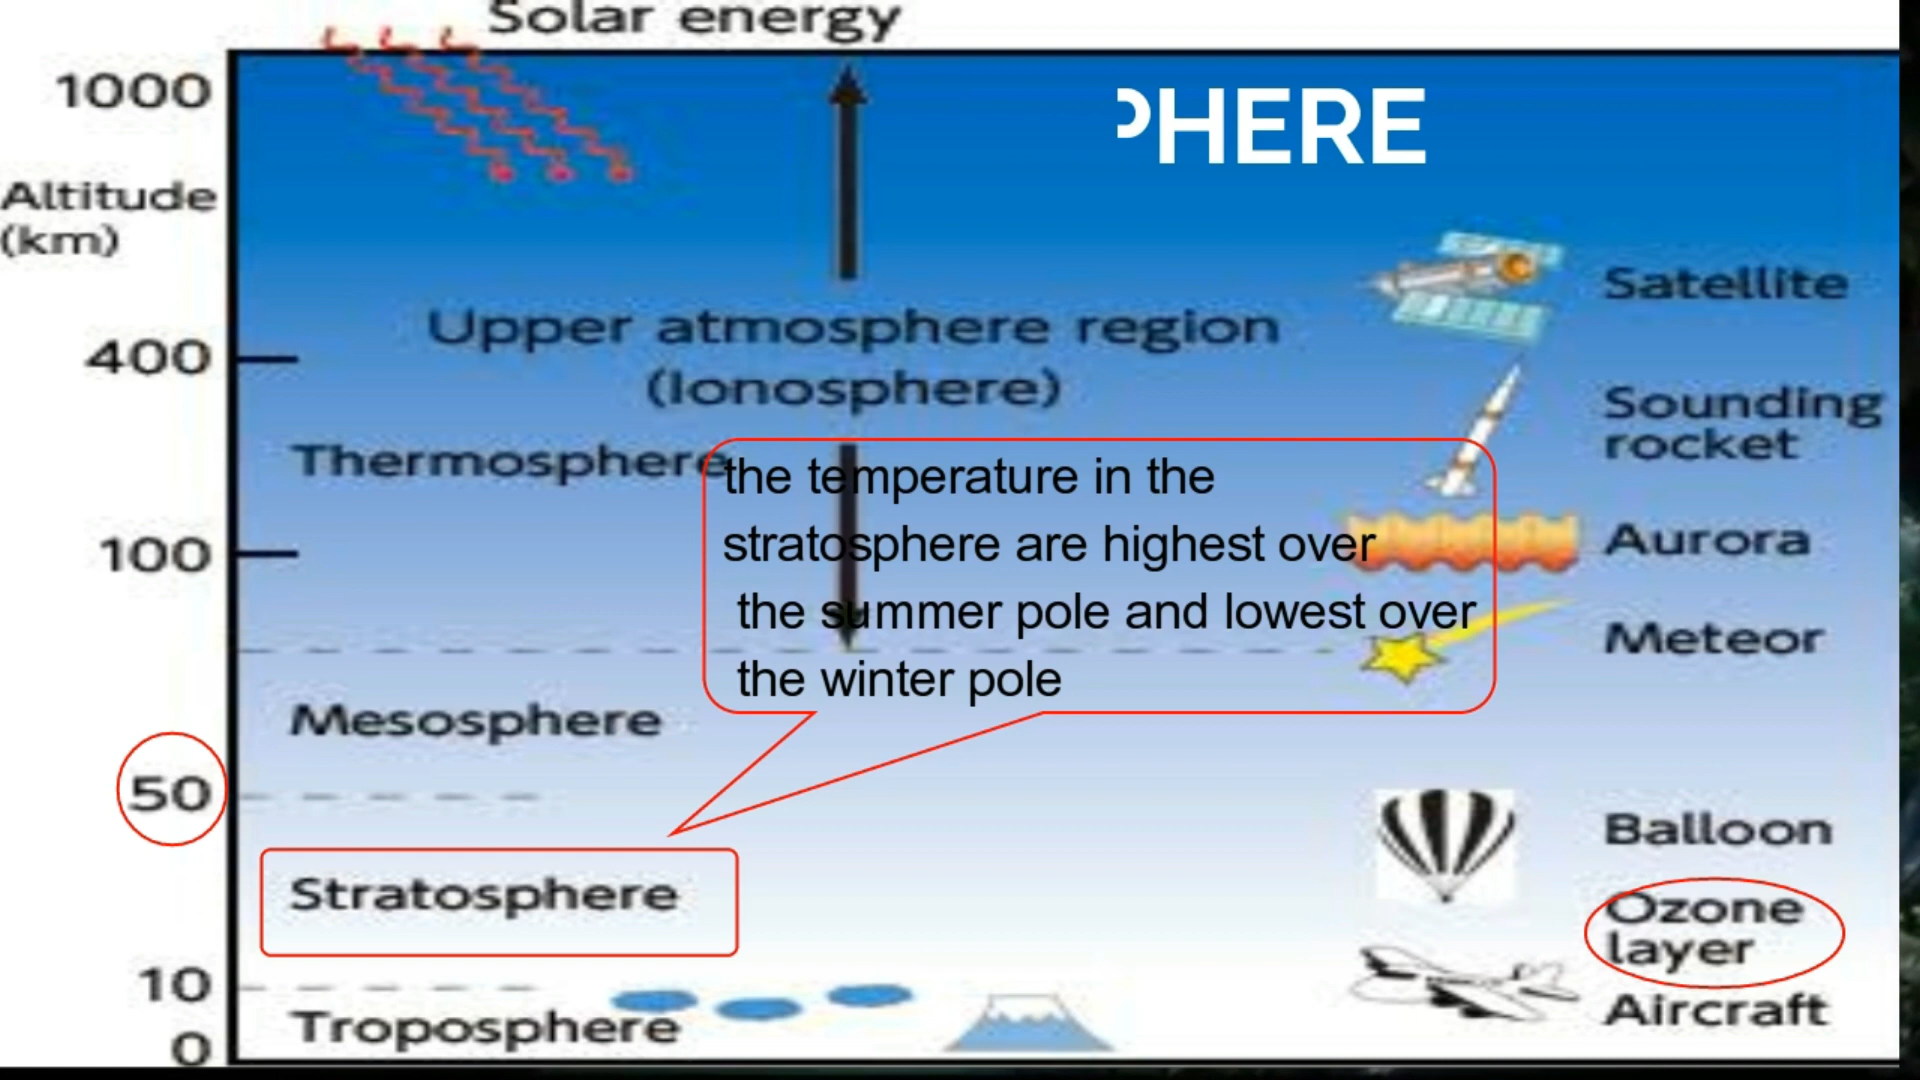 Solar energy
1000
PHERE
Altitude
(km)
Satellite
Upper atmosphere region
(Ionosphere)
400
Sounding
rocket
Thermosphere
the temperature in the
stratosphere are highest over
the summer pole and lowest over
the winter pole
100
Aurora
Meteor
Mesosphere
50
Balloon
Stratosphere
Ozone
layer
10
Aircraft
Troposphere
0